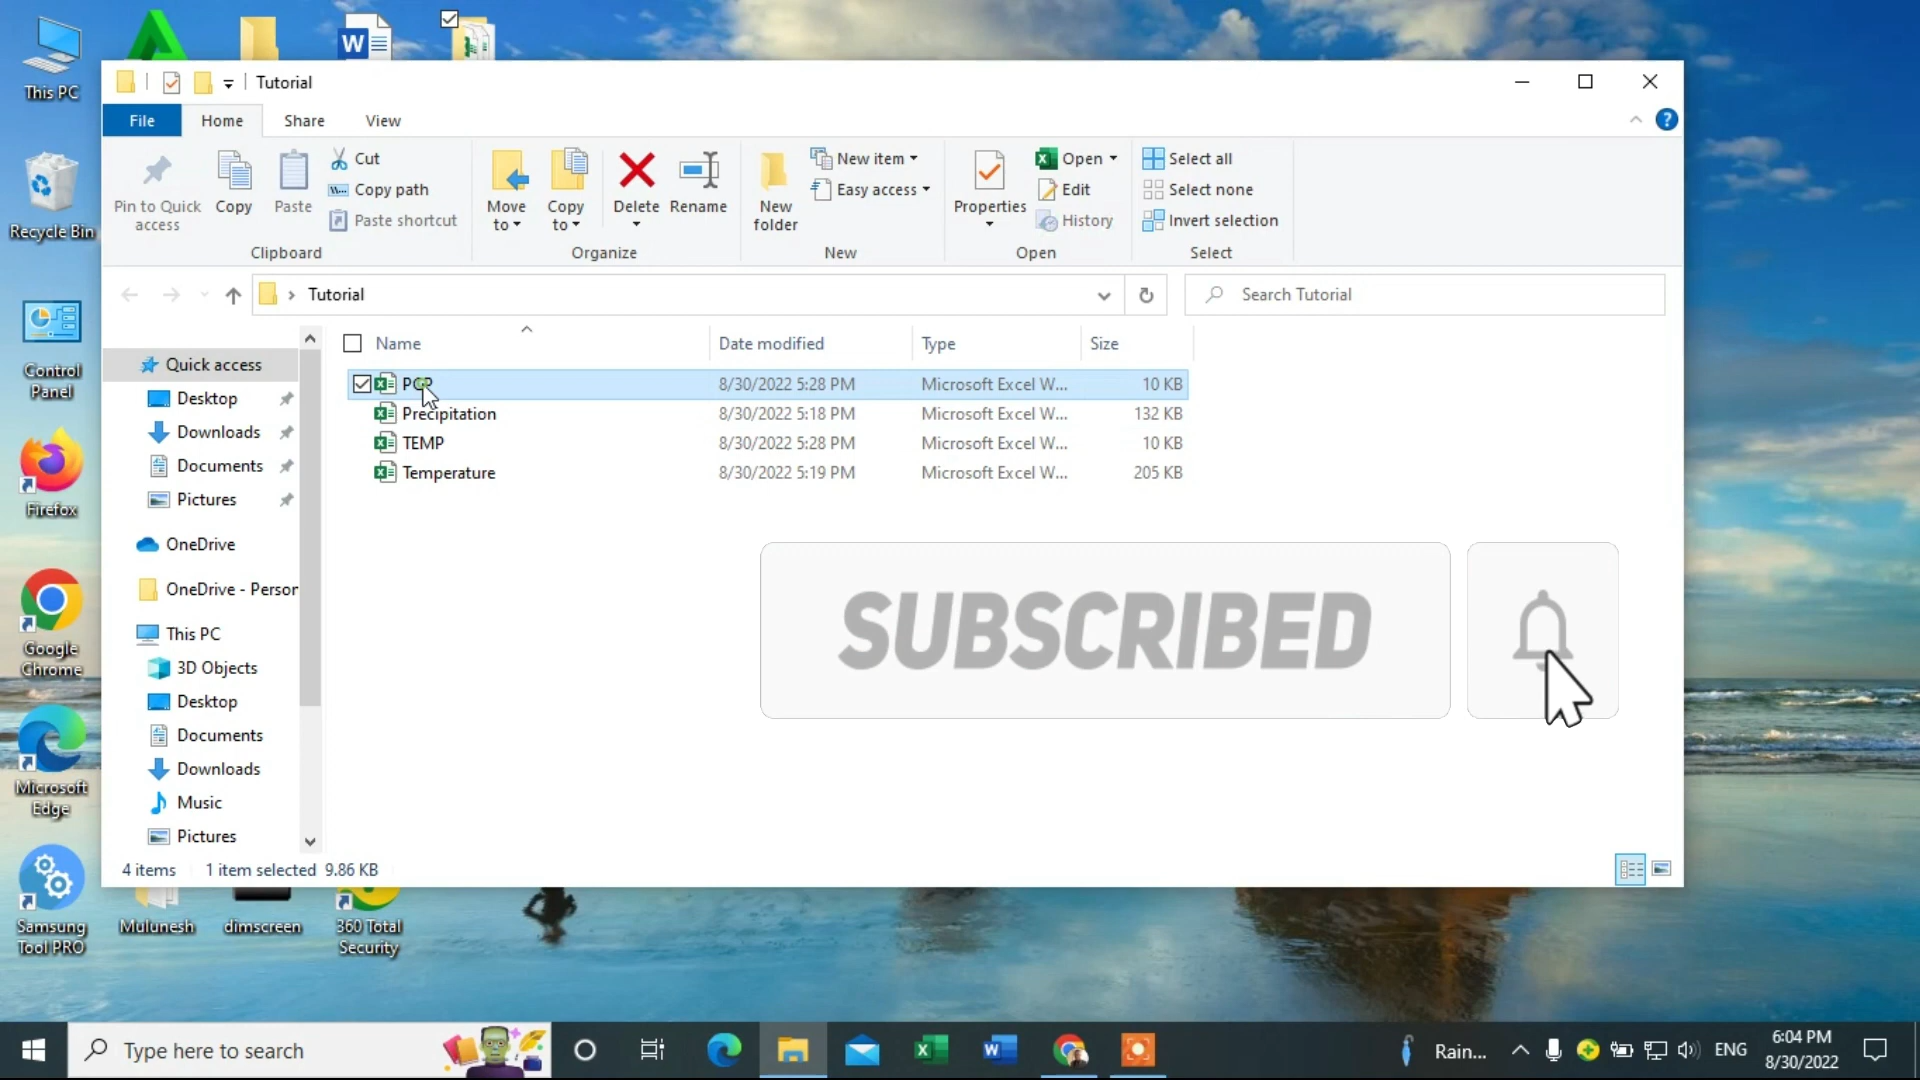 Tutorial
File Home Share View
Pin to Quick access
Copy
Paste
Cut
Copy path
Paste shortcut
Clipboard
Move to
Copy to
Delete
Rename
Organize
New folder
New item
Easy access
New
Properties
Open
Edit
History
Open
Select all
Select none
Invert selection
Select
Tutorial
Search Tutorial
Name Date modified Type Size
PCP 8/30/2022 5:28 PM Microsoft Excel W... 10 KB
Precipitation 8/30/2022 5:18 PM Microsoft Excel W... 132 KB
TEMP 8/30/2022 5:28 PM Microsoft Excel W... 10 KB
Temperature 8/30/2022 5:19 PM Microsoft Excel W... 205 KB
Quick access
Desktop
Downloads
Documents
Pictures
OneDrive
OneDrive - Person
This PC
3D Objects
Desktop
Documents
Downloads
Music
Pictures
4 items 1 item selected 9.86 KB
SUBSCRIBED
This PC
Recycle Bin
Control Panel
Firefox
Google Chrome
Microsoft Edge
Samsung Tool PRO
Mulunesh
dimscreen
360 Total Security
Type here to search
Rain...
ENG
6:04 PM
8/30/2022